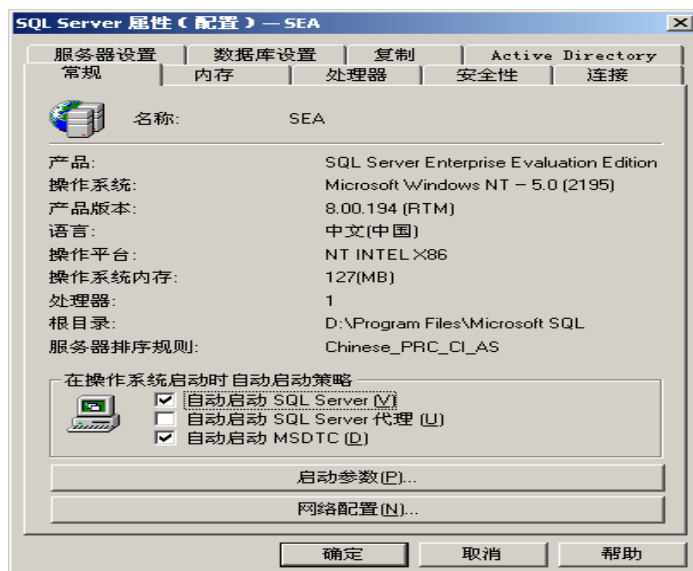 SQL Server 属性（配置）— SEA
服务器设置 数据库设置 复制 Active Directory
常规 内存 处理器 安全性 连接
名称: SEA
产品: SQL Server Enterprise Evaluation Edition
操作系统: Microsoft Windows NT – 5.0 (2195)
产品版本: 8.00.194 (RTM)
语言: 中文(中国)
操作平台: NT INTEL X86
操作系统内存: 127(MB)
处理器: 1
根目录: D:\Program Files\Microsoft SQL
服务器排序规则: Chinese_PRC_CI_AS
在操作系统启动时自动启动策略
自动启动 SQL Server (V)
自动启动 SQL Server 代理 (U)
自动启动 MSDTC (D)
启动参数(P)...
网络配置(N)...
确定 取消 帮助